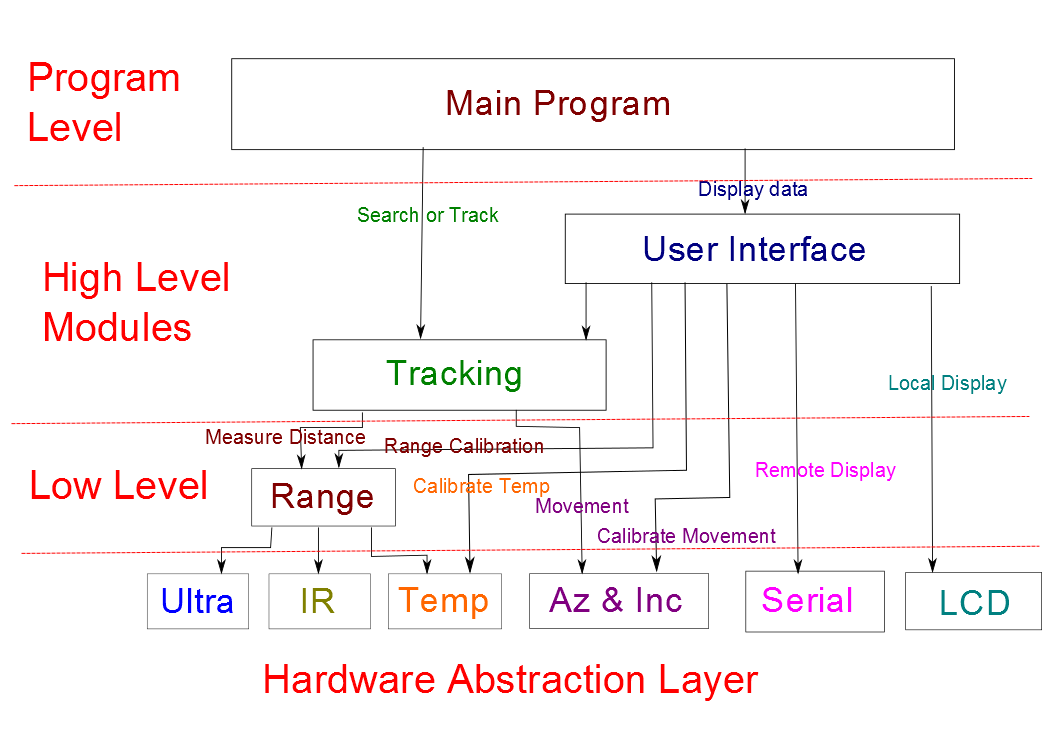 Program
Level
Main Program
Display data
Search or Track
User Interface
High Level
Modules
Tracking
Local Display
Measure Distance
Range Calibration
Low Level
Range
Calibrate Temp
Remote Display
Movement
Calibrate Movement
Ultra
IR
Temp
Az & Inc
Serial
LCD
Hardware Abstraction Layer